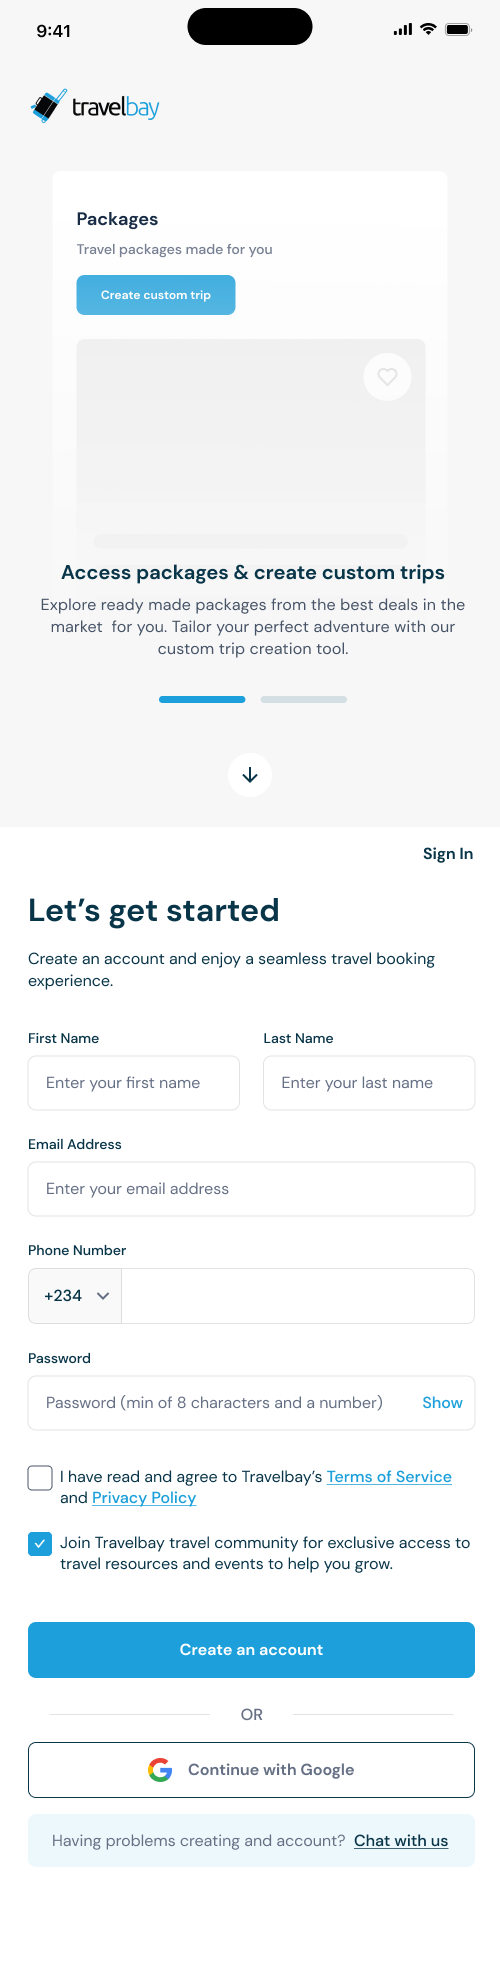 9:41
travelbay
Packages
Travel packages made for you
Create custom trip
Access packages & create custom trips
Explore ready made packages from the best deals in the
market  for you. Tailor your perfect adventure with our
custom trip creation tool.
Sign In
Let’s get started
Create an account and enjoy a seamless travel booking
experience.
First Name
Last Name
Enter your first name
Enter your last name
Email Address
Enter your email address
Phone Number
+234
Password
Password (min of 8 characters and a number)
Show
I have read and agree to Travelbay’s Terms of Service
and Privacy Policy
Join Travelbay travel community for exclusive access to
travel resources and events to help you grow.
Create an account
OR
Continue with Google
Having problems creating and account? Chat with us